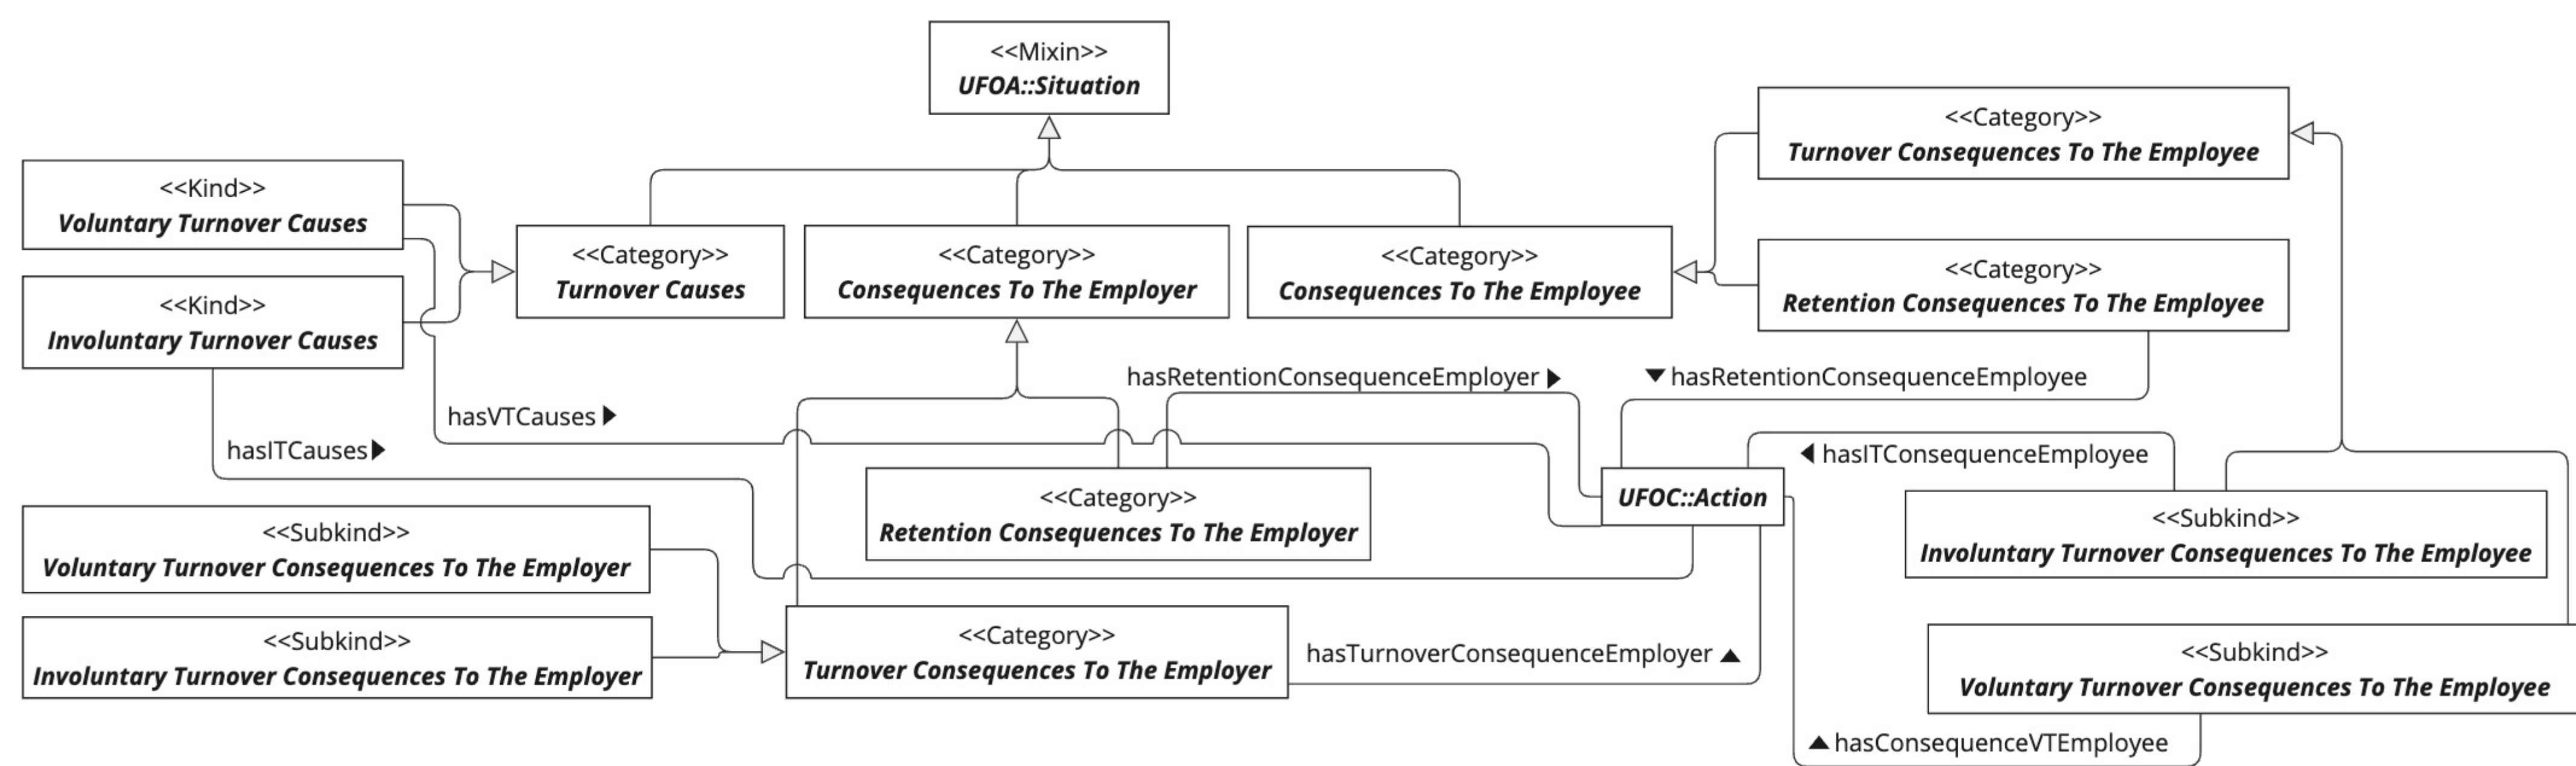 <<Mixin>>
UFOA::Situation
<<Category>>
Turnover Consequences To The Employee
<<Kind>>
Voluntary Turnover Causes
<<Category>>
Turnover Causes
<<Category>>
Consequences To The Employer
<<Category>>
Consequences To The Employee
<<Category>>
Retention Consequences To The Employee
<<Kind>>
Involuntary Turnover Causes
hasRetentionConsequenceEmployer ▶
▼ hasRetentionConsequenceEmployee
hasVTCauses ▶
hasITCauses ▶
◀ hasITConsequenceEmployee
<<Category>>
Retention Consequences To The Employer
UFOC::Action
<<Subkind>>
Involuntary Turnover Consequences To The Employee
<<Subkind>>
Voluntary Turnover Consequences To The Employer
<<Subkind>>
Involuntary Turnover Consequences To The Employer
<<Category>>
Turnover Consequences To The Employer
hasTurnoverConsequenceEmployer ▲
<<Subkind>>
Voluntary Turnover Consequences To The Employee
▲ hasConsequenceVTEmployee